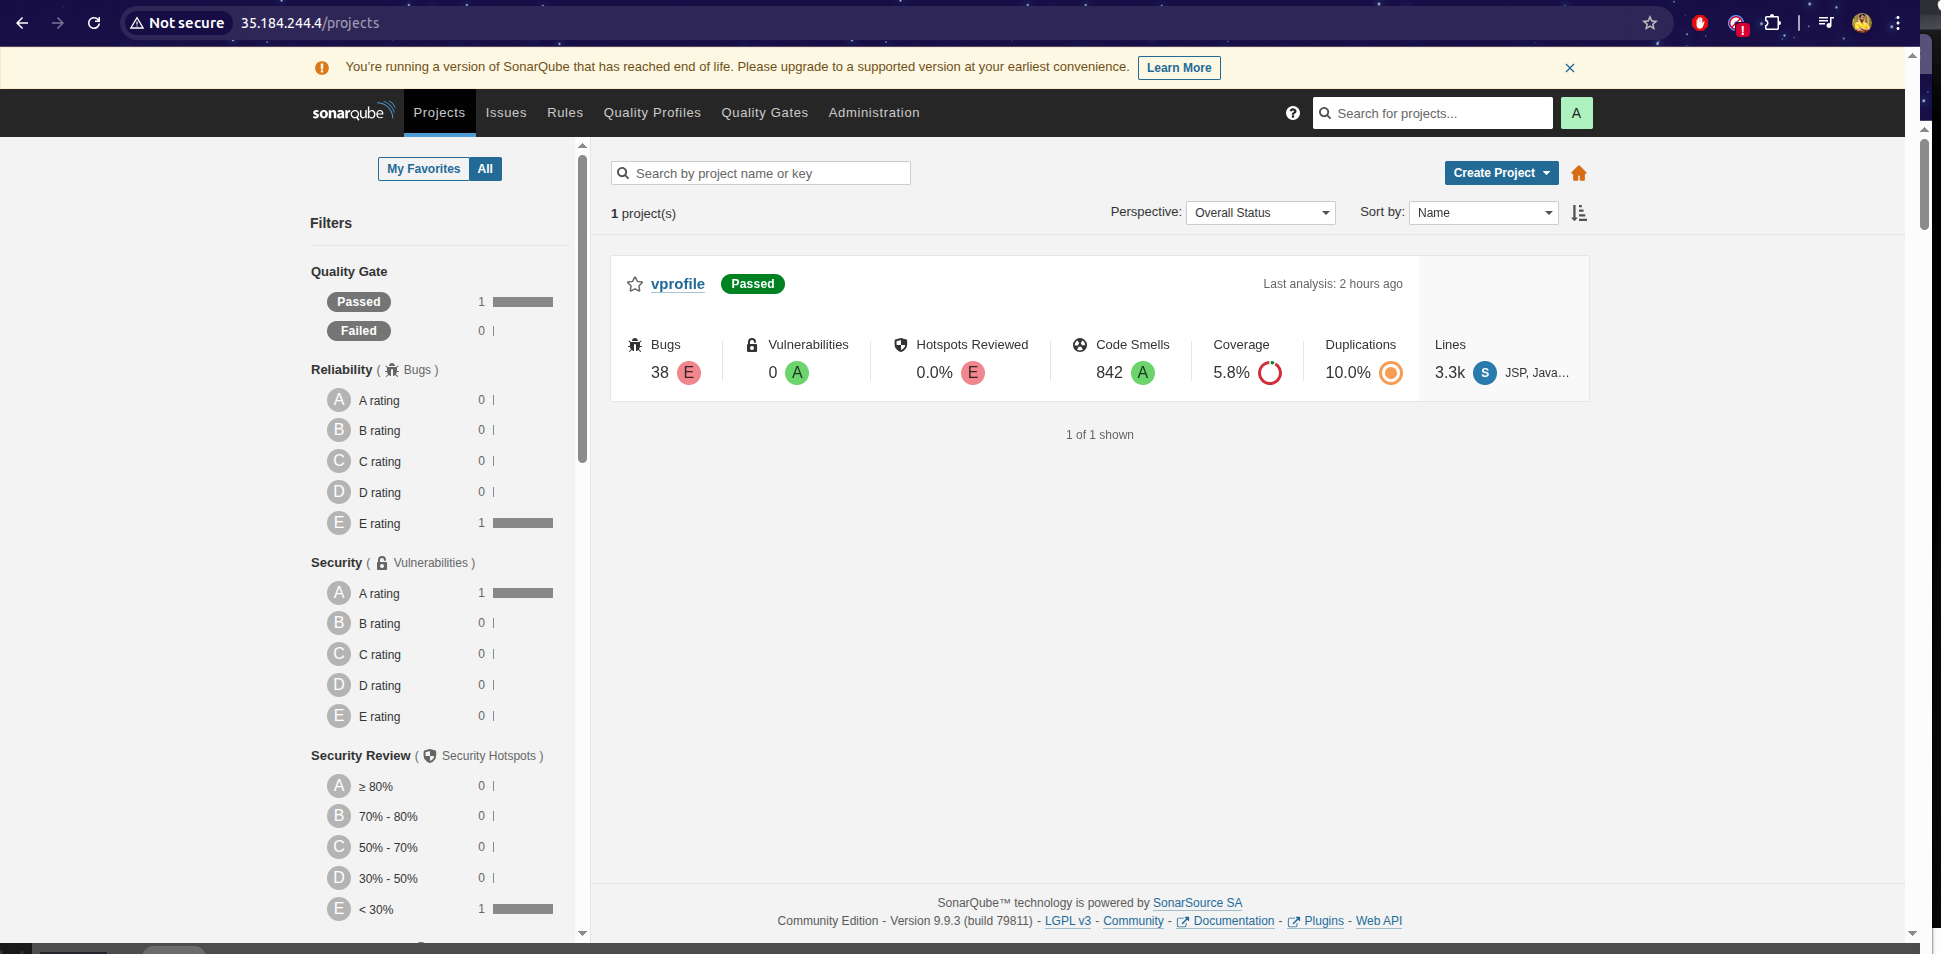 Not secure 35.184.244.4/projects
You're running a version of SonarQube that has reached end of life. Please upgrade to a supported version at your earliest convenience. Learn More
sonarqube Projects Issues Rules Quality Profiles Quality Gates Administration ? Search for projects... A
My Favorites All
Filters
Quality Gate
Passed 1
Failed 0
Reliability ( Bugs )
A A rating 0
B B rating 0
C C rating 0
D D rating 0
E E rating 1
Security ( Vulnerabilities )
A A rating 1
B B rating 0
C C rating 0
D D rating 0
E E rating 0
Security Review ( Security Hotspots )
A ≥ 80% 0
B 70% - 80% 0
C 50% - 70% 0
D 30% - 50% 0
E < 30% 1
Search by project name or key Create Project
1 project(s) Perspective: Overall Status Sort by: Name
vprofile Passed Last analysis: 2 hours ago
Bugs Vulnerabilities Hotspots Reviewed Code Smells Coverage Duplications Lines
38 E 0 A 0.0% E 842 A 5.8% 10.0% 3.3k S JSP, Java…
1 of 1 shown
SonarQube™ technology is powered by SonarSource SA
Community Edition - Version 9.9.3 (build 79811) - LGPL v3 - Community - Documentation - Plugins - Web API